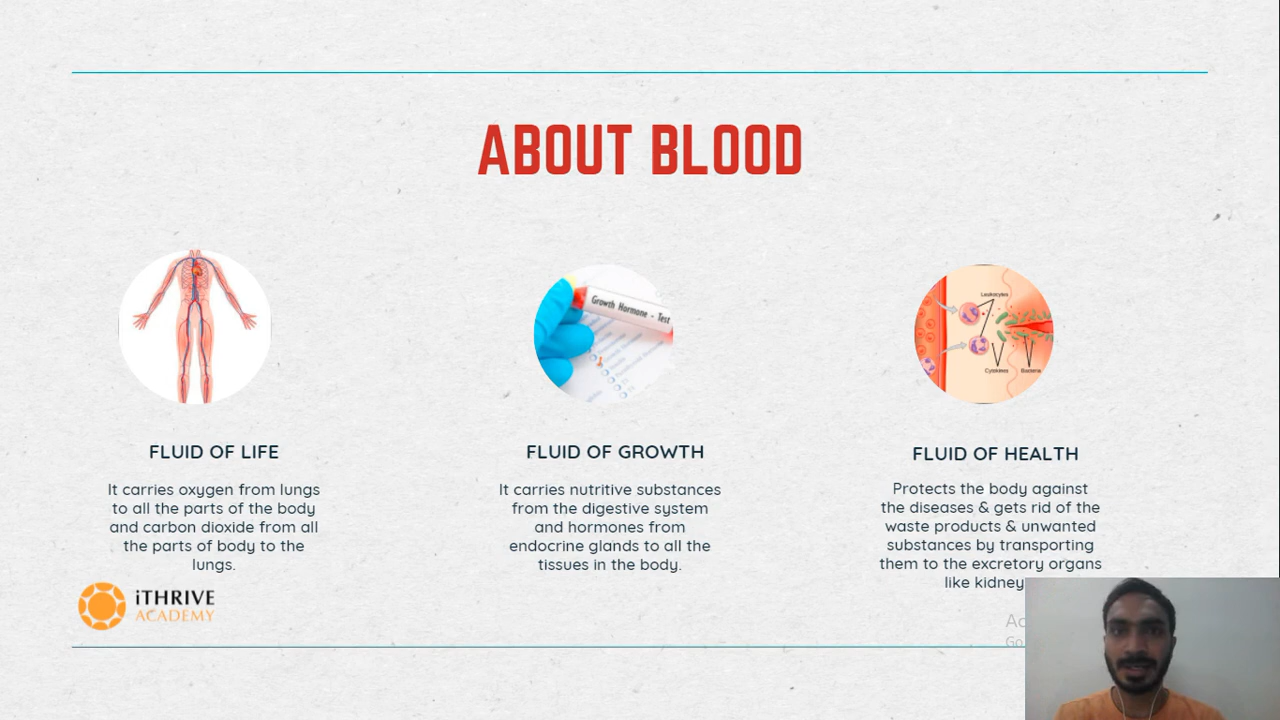 ABOUT BLOOD
Growth Hormone - Test
Leukocytes
Cytokines
Bacteria
FLUID OF LIFE
It carries oxygen from lungs
to all the parts of the body
and carbon dioxide from all
the parts of body to the
lungs.
FLUID OF GROWTH
It carries nutritive substances
from the digestive system
and hormones from
endocrine glands to all the
tissues in the body.
FLUID OF HEALTH
Protects the body against
the diseases & gets rid of the
waste products & unwanted
substances by transporting
them to the excretory organs
like kidney
iTHRIVE
ACADEMY
Go